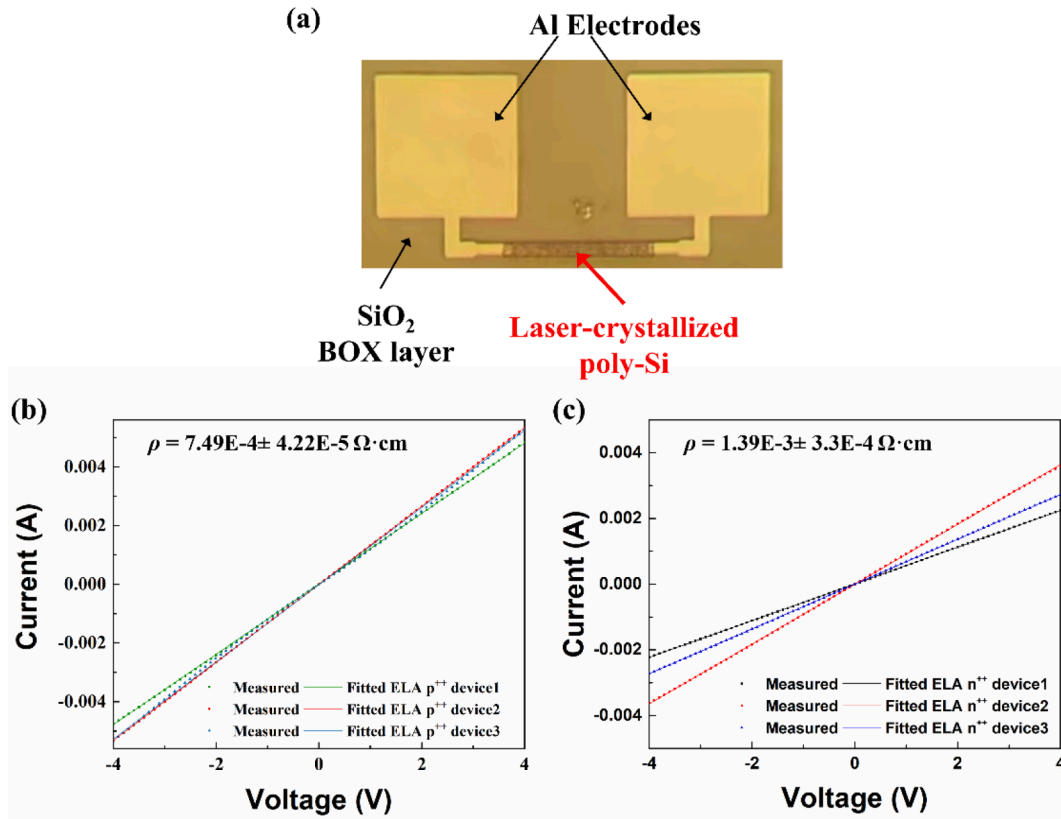 (a)
Al Electrodes
SiO₂
BOX layer
Laser-crystallized
poly-Si
(b)
ρ = 7.49E-4± 4.22E-5 Ω·cm
Current (A)
0.004
0.002
0.000
-0.002
-0.004
Measured Fitted ELA p⁺⁺ device1
Measured Fitted ELA p⁺⁺ device2
Measured Fitted ELA p⁺⁺ device3
-4 -2 0 2 4
Voltage (V)
(c)
ρ = 1.39E-3± 3.3E-4 Ω·cm
Current (A)
0.004
0.002
0.000
-0.002
-0.004
Measured Fitted ELA n⁺⁺ device1
Measured Fitted ELA n⁺⁺ device2
Measured Fitted ELA n⁺⁺ device3
-4 -2 0 2 4
Voltage (V)